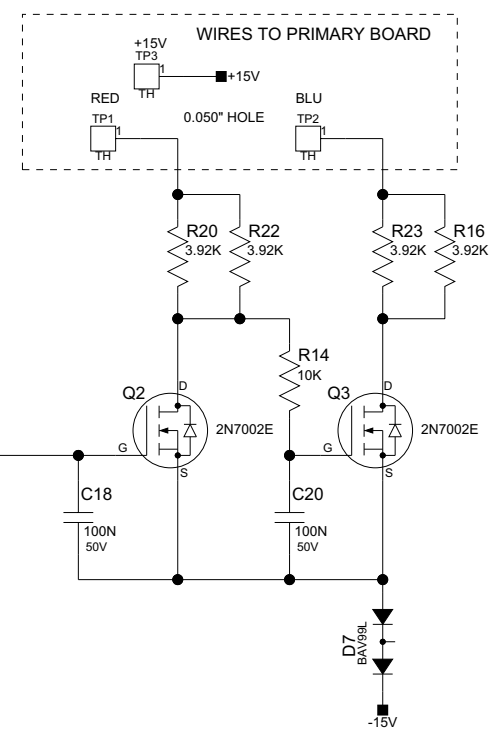 WIRES TO PRIMARY BOARD
+15V
TP3
1
+15V
TH
RED
BLU
TP1
0.050" HOLE
TP2
1
1
TH
TH
R20
R22
R23
R16
3.92K
3.92K
3.92K
3.92K
R14
10K
Q2
D
Q3
D
2N7002E
2N7002E
G
G
S
S
C18
C20
100N
100N
50V
50V
D7
BAV99L
-15V